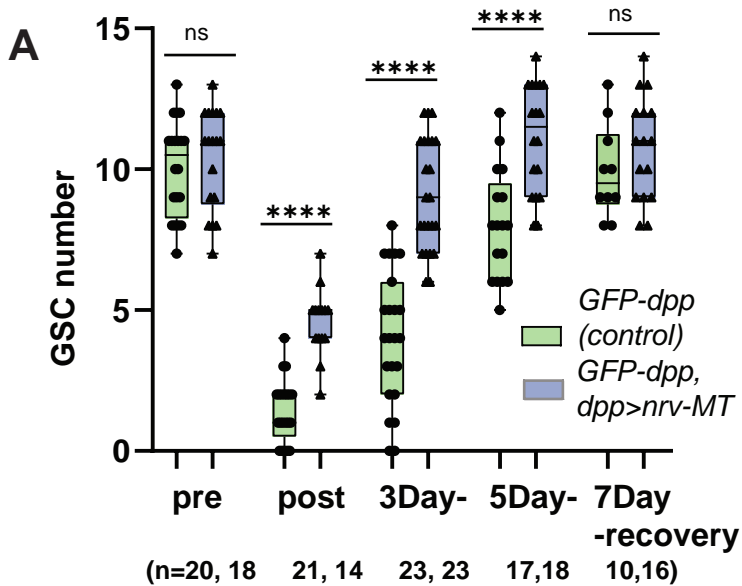 A
ns
****
****
****
ns
15
10
5
0
GSC number
GFP-dpp
(control)
GFP-dpp,
dpp>nrv-MT
pre post 3Day- 5Day- 7Day
-recovery
(n=20, 18 21, 14 23, 23 17,18 10,16)